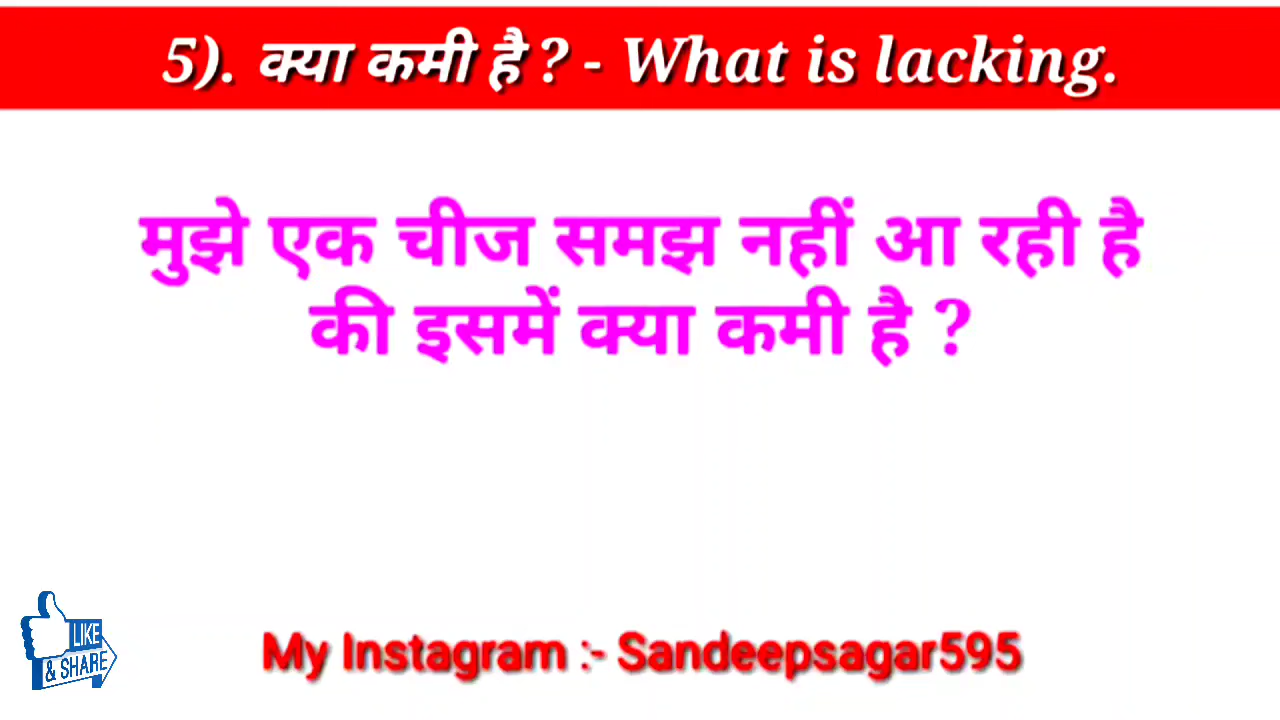 5). क्या कमी है ? - What is lacking.
मुझे एक चीज समझ नहीं आ रही है
की इसमें क्या कमी है ?
LIKE
& SHARE
My Instagram :- Sandeepsagar595